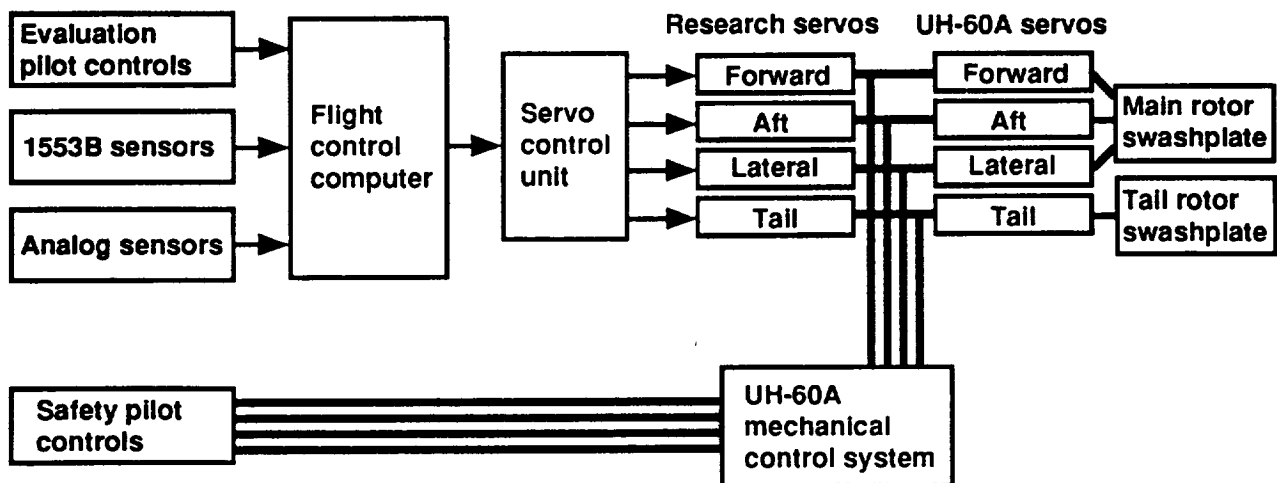 Research servos
UH-60A servos
Evaluation
pilot controls
1553B sensors
Analog sensors
Flight
control
computer
Servo
control
unit
Forward
Aft
Lateral
Tail
Forward
Aft
Lateral
Tail
Main rotor
swashplate
Tail rotor
swashplate
Safety pilot
controls
UH-60A
mechanical
control system